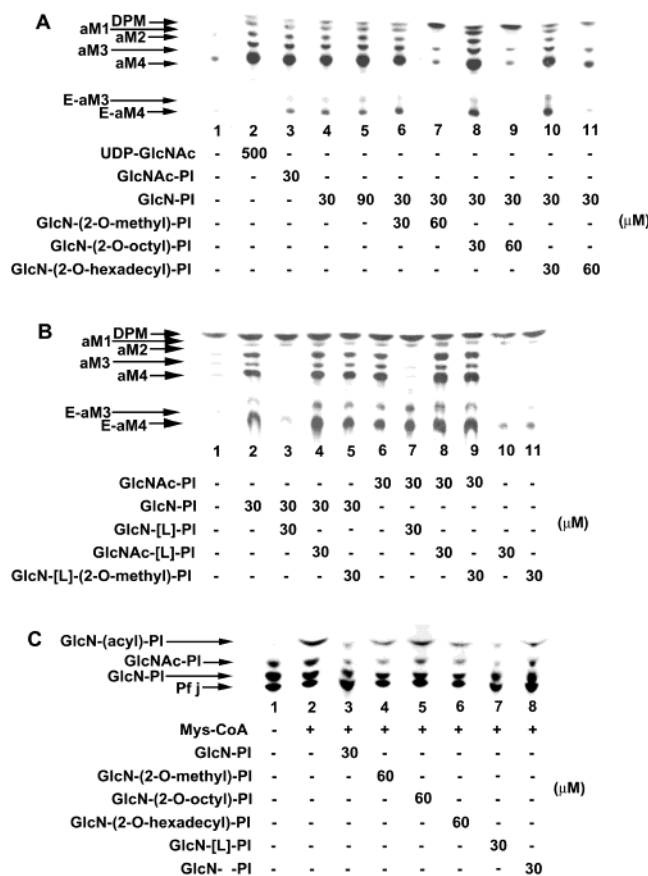 A
DPM
aM1
aM2
aM3
aM4
E-aM3
E-aM4
1 2 3 4 5 6 7 8 9 10 11
UDP-GlcNAc - 500 - - - - - - - - -
GlcNAc-PI - - 30 - - - - - - - -
GlcN-PI - - - 30 90 30 30 30 30 30 30
GlcN-(2-O-methyl)-PI - - - - - 30 60 - - - - (µM)
GlcN-(2-O-octyl)-PI - - - - - - - 30 60 - -
GlcN-(2-O-hexadecyl)-PI - - - - - - - - - 30 60
B
DPM
aM1
aM2
aM3
aM4
E-aM3
E-aM4
1 2 3 4 5 6 7 8 9 10 11
GlcNAc-PI - - - - - 30 30 30 30 - -
GlcN-PI - 30 30 30 30 - - - - - -
GlcN-[L]-PI - - 30 - - - 30 - - - - (µM)
GlcNAc-[L]-PI - - - 30 - - - 30 - 30 -
GlcN-[L]-(2-O-methyl)-PI - - - - 30 - - - 30 - 30
C
GlcN-(acyl)-PI
GlcNAc-PI
GlcN-PI
Pf j
1 2 3 4 5 6 7 8
Mys-CoA - + + + + + + +
GlcN-PI - - 30 - - - - -
GlcN-(2-O-methyl)-PI - - - 60 - - - -
GlcN-(2-O-octyl)-PI - - - - 60 - - - (µM)
GlcN-(2-O-hexadecyl)-PI - - - - - 60 - -
GlcN-[L]-PI - - - - - - 30 -
GlcN- -PI - - - - - - - 30